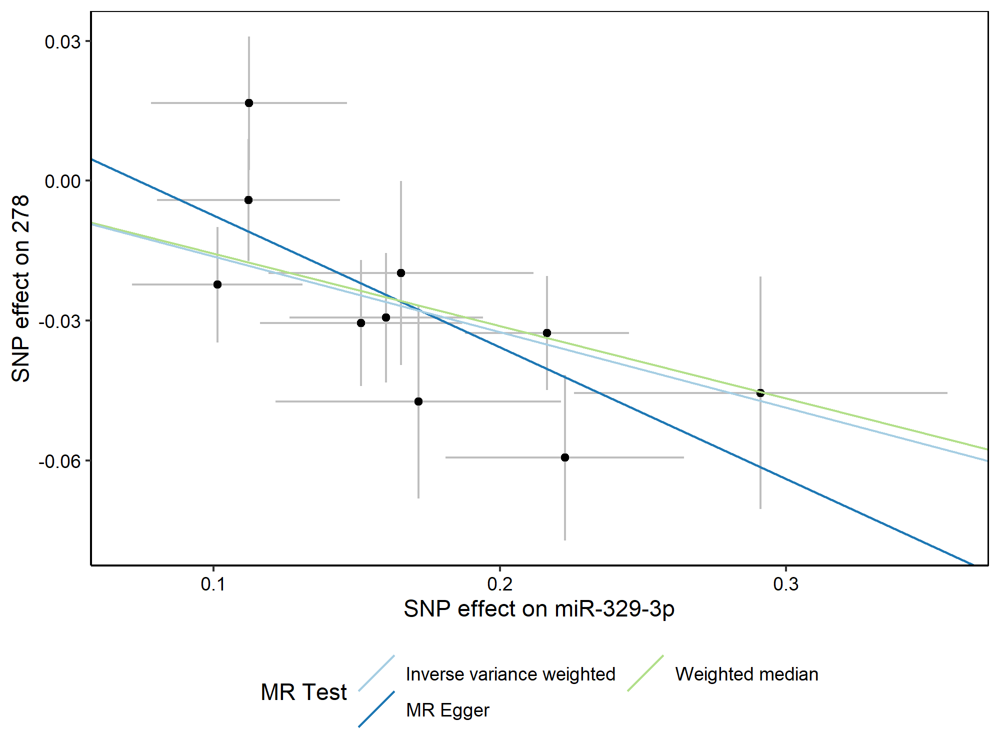 0.03
0.00
-0.03
-0.06
SNP effect on 278
0.1
0.2
0.3
SNP effect on miR-329-3p
MR Test
Inverse variance weighted
MR Egger
Weighted median